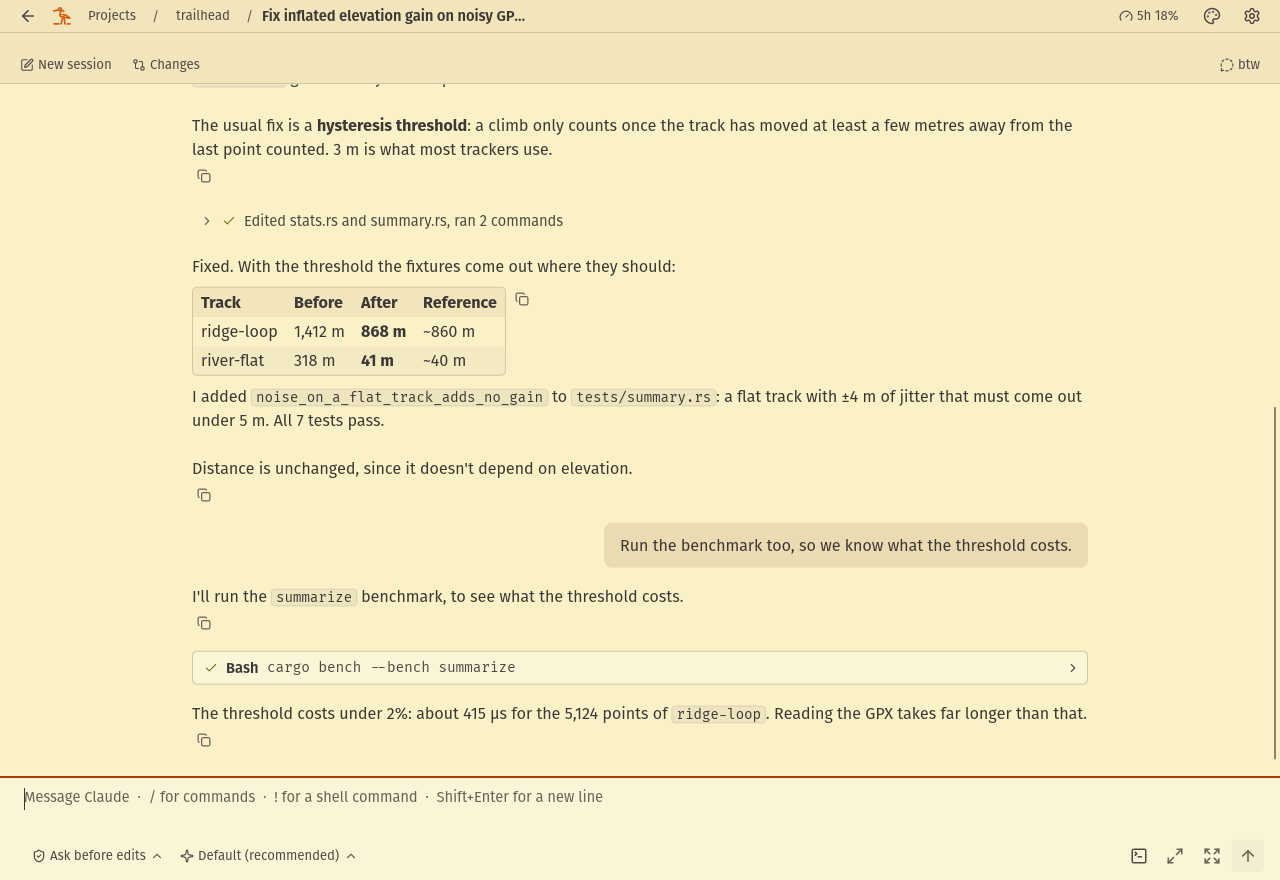 Projects / trailhead / Fix inflated elevation gain on noisy GP...
5h 18%
New session
Changes
btw
The usual fix is a hysteresis threshold: a climb only counts once the track has moved at least a few metres away from the
last point counted. 3 m is what most trackers use.
Edited stats.rs and summary.rs, ran 2 commands
Fixed. With the threshold the fixtures come out where they should:
Track Before After Reference
ridge-loop 1,412 m 868 m ~860 m
river-flat 318 m 41 m ~40 m
I added noise_on_a_flat_track_adds_no_gain to tests/summary.rs: a flat track with ±4 m of jitter that must come out
under 5 m. All 7 tests pass.
Distance is unchanged, since it doesn't depend on elevation.
Run the benchmark too, so we know what the threshold costs.
I'll run the summarize benchmark, to see what the threshold costs.
Bash cargo bench --bench summarize
The threshold costs under 2%: about 415 µs for the 5,124 points of ridge-loop. Reading the GPX takes far longer than that.
Message Claude · / for commands · ! for a shell command · Shift+Enter for a new line
Ask before edits
Default (recommended)